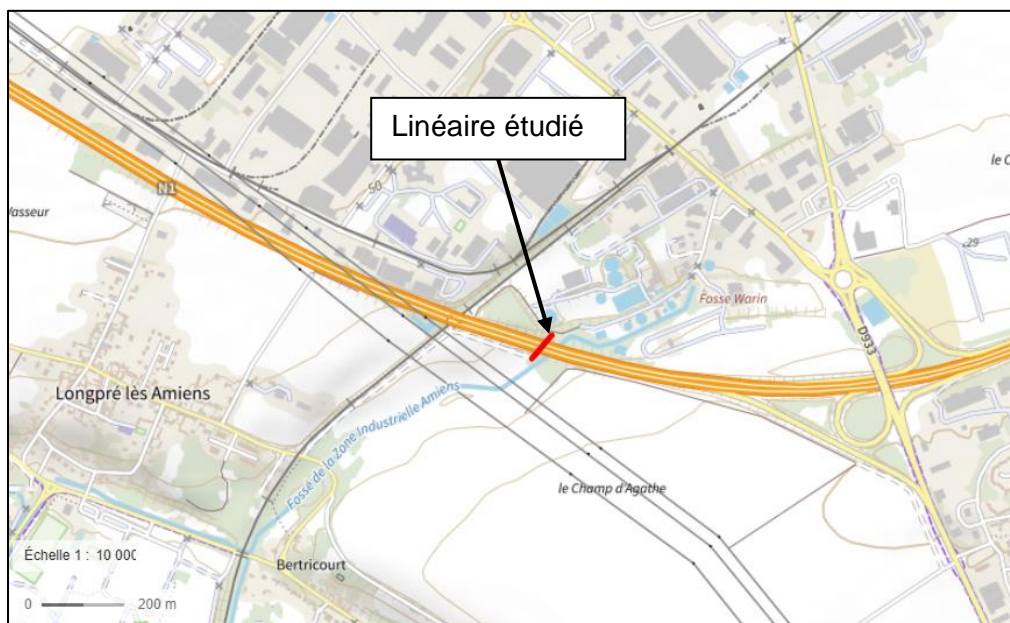 Linéaire étudié
le C
N1
50
Vasseur
29
Fosse Warin
D933
Longpré lès Amiens
Fossé de la Zone Industrielle Amiens
le Champ d'Agathe
Échelle 1 : 10 000
Bertricourt
0 200 m